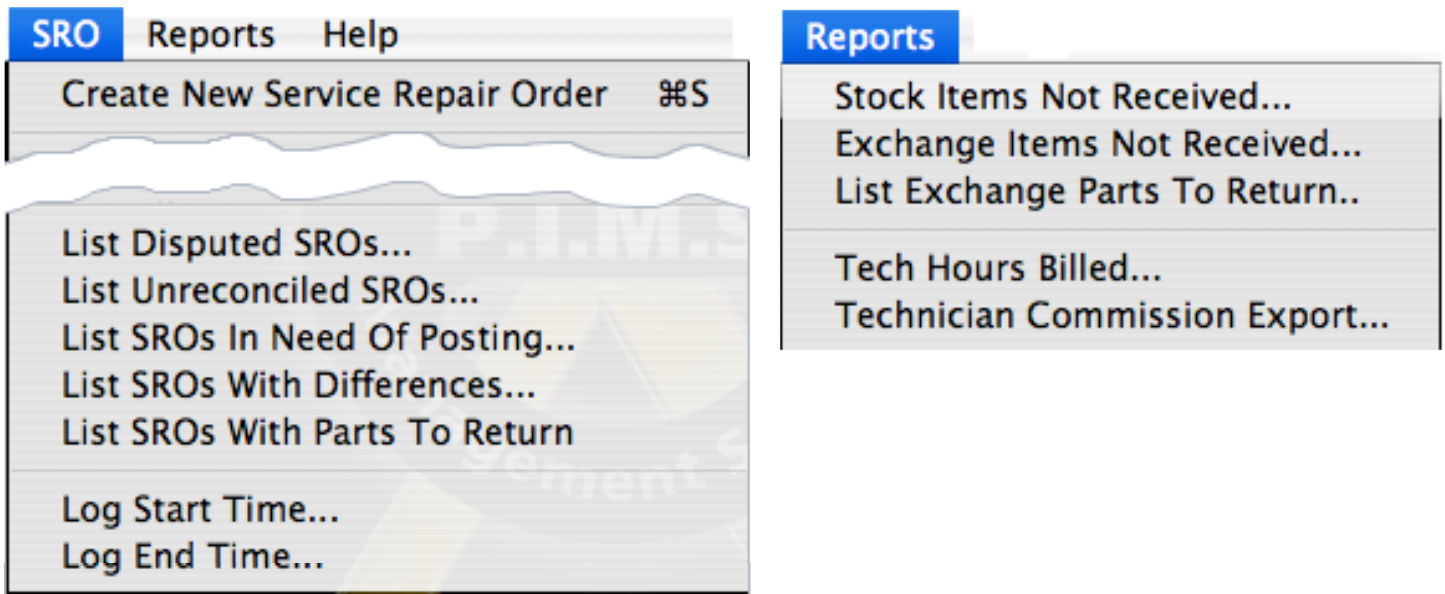 SRO Reports Help
Create New Service Repair Order ⌘S
List Disputed SROs...
List Unreconciled SROs...
List SROs In Need Of Posting...
List SROs With Differences...
List SROs With Parts To Return
Log Start Time...
Log End Time...
P.I.M.S
gement S
Reports
Stock Items Not Received...
Exchange Items Not Received...
List Exchange Parts To Return..
Tech Hours Billed...
Technician Commission Export...